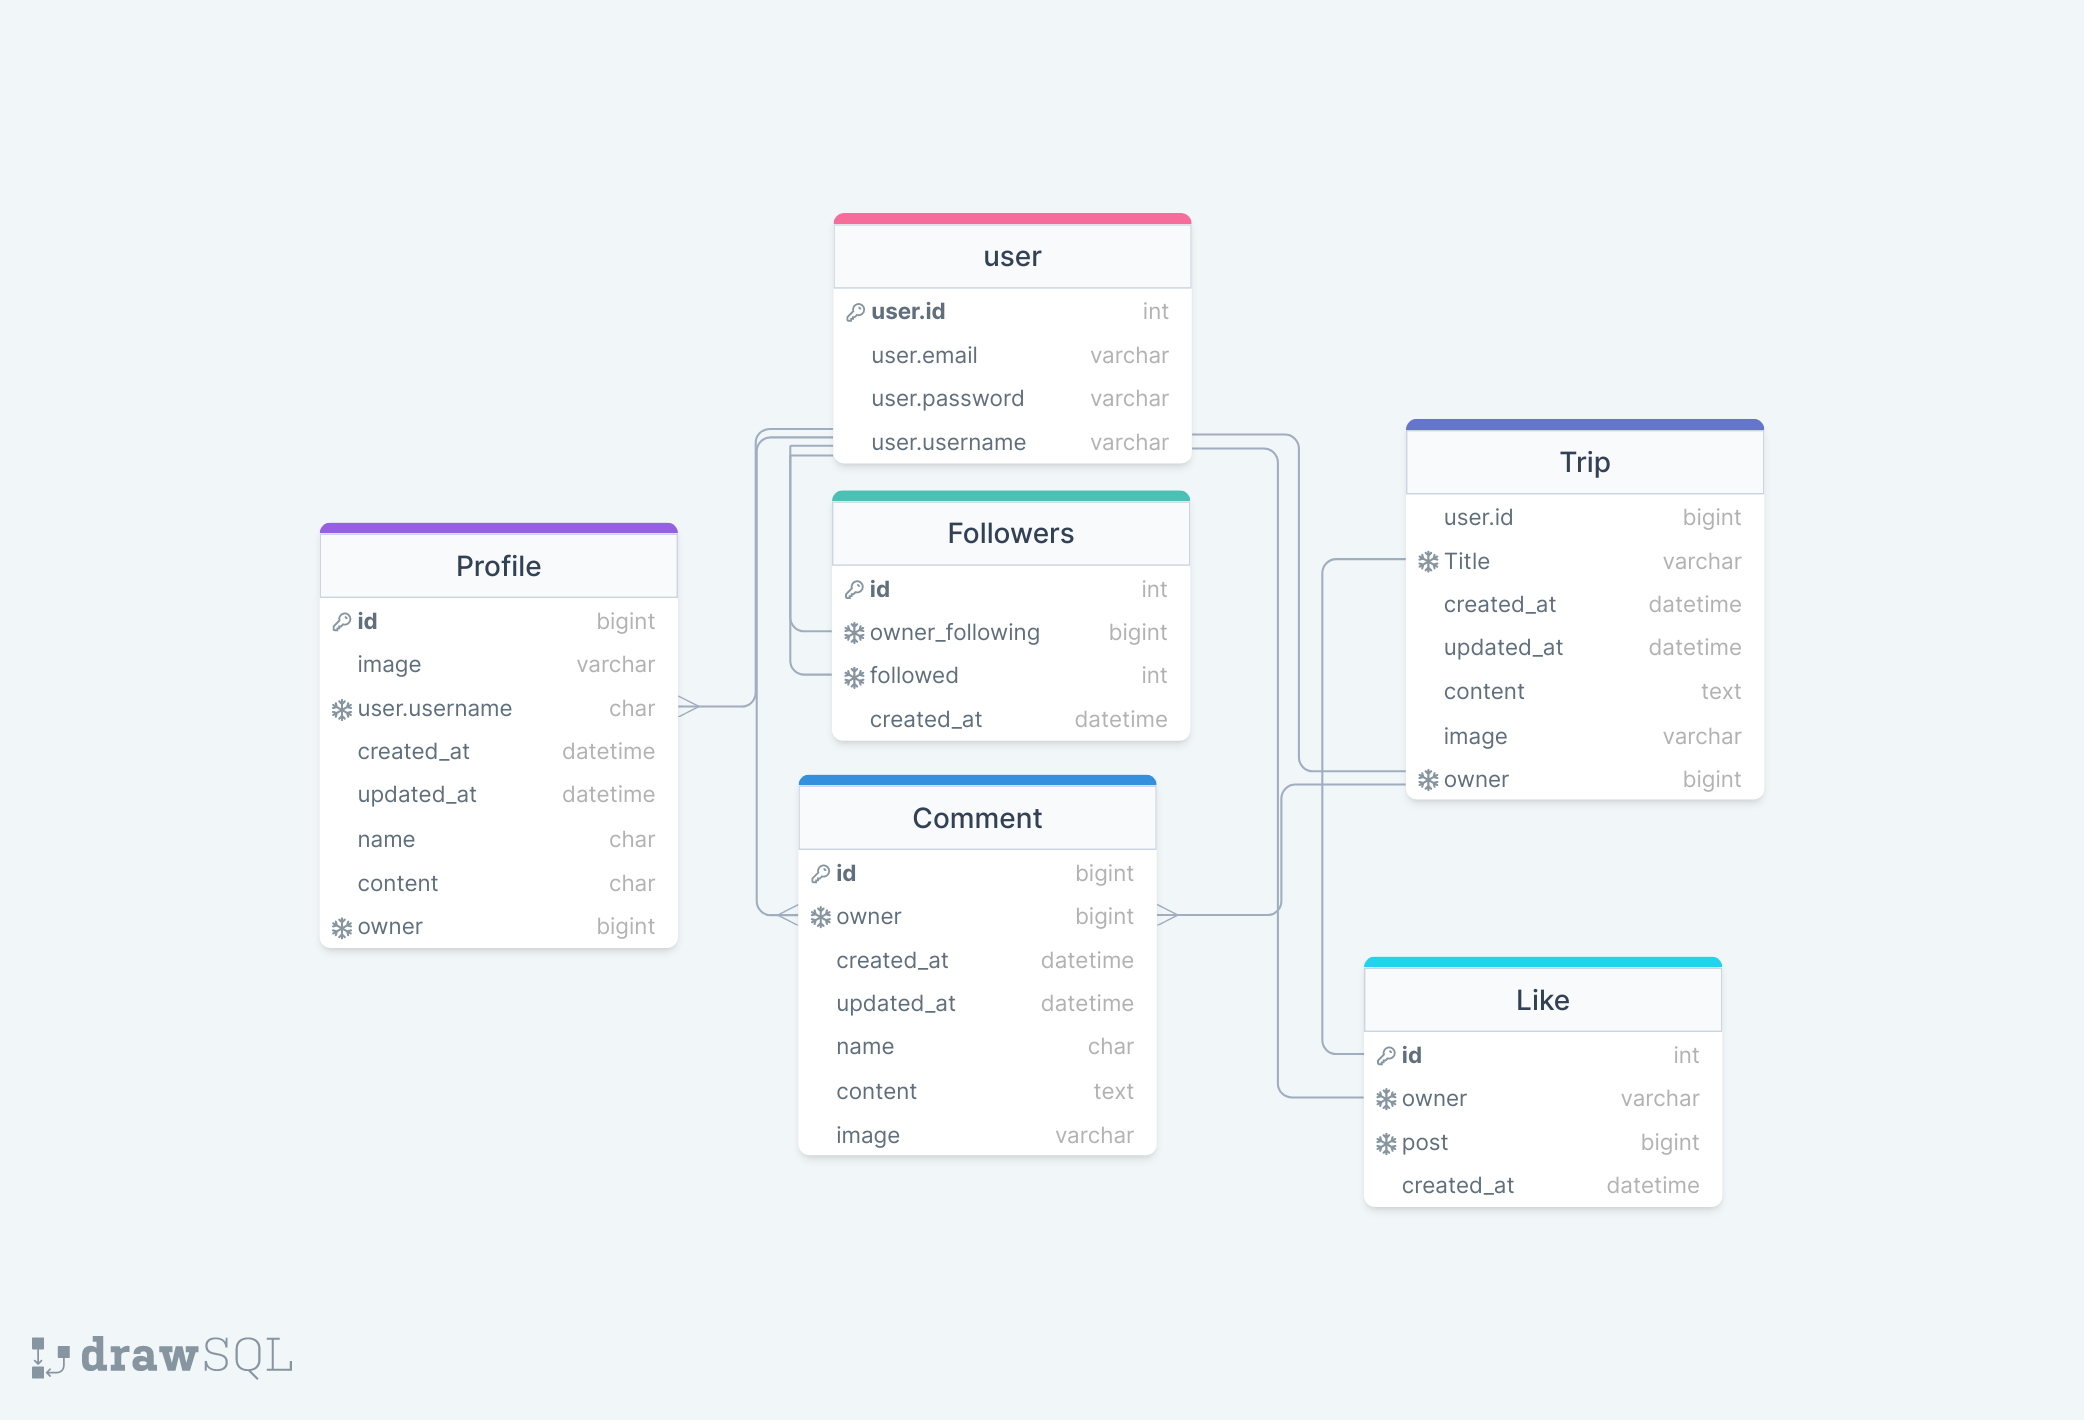 user
user.id int
user.email varchar
user.password varchar
user.username varchar
Followers
id int
owner_following bigint
followed int
created_at datetime
Profile
id bigint
image varchar
user.username char
created_at datetime
updated_at datetime
name char
content char
owner bigint
Comment
id bigint
owner bigint
created_at datetime
updated_at datetime
name char
content text
image varchar
Trip
user.id bigint
Title varchar
created_at datetime
updated_at datetime
content text
image varchar
owner bigint
Like
id int
owner varchar
post bigint
created_at datetime
drawSQL